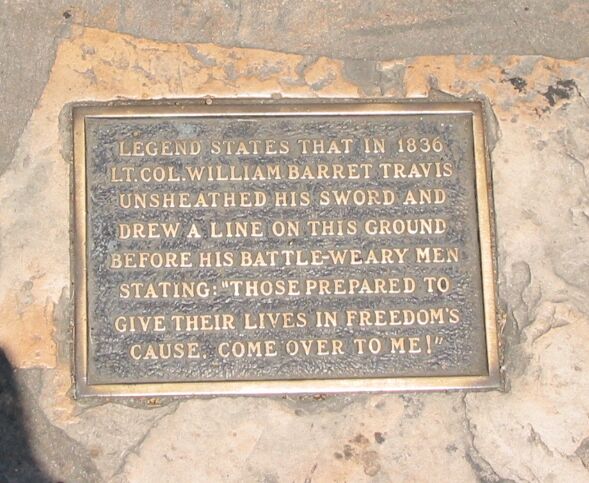 LEGEND STATES THAT IN 1836
LT. COL. WILLIAM BARRET TRAVIS
UNSHEATHED HIS SWORD AND
DREW A LINE ON THIS GROUND
BEFORE HIS BATTLE-WEARY MEN
STATING: "THOSE PREPARED TO
GIVE THEIR LIVES IN FREEDOM'S
CAUSE, COME OVER TO ME!"